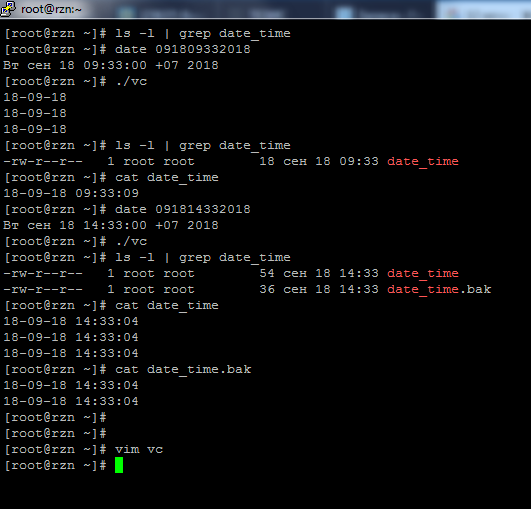 root@rzn:~
[root@rzn ~]# ls -l | grep date_time
[root@rzn ~]# date 091809332018
Вт сен 18 09:33:00 +07 2018
[root@rzn ~]# ./vc
18-09-18
18-09-18
18-09-18
[root@rzn ~]# ls -l | grep date_time
-rw-r--r-- 1 root root 18 сен 18 09:33 date_time
[root@rzn ~]# cat date_time
18-09-18 09:33:09
[root@rzn ~]# date 091814332018
Вт сен 18 14:33:00 +07 2018
[root@rzn ~]# ./vc
[root@rzn ~]# ls -l | grep date_time
-rw-r--r-- 1 root root 54 сен 18 14:33 date_time
-rw-r--r-- 1 root root 36 сен 18 14:33 date_time.bak
[root@rzn ~]# cat date_time
18-09-18 14:33:04
18-09-18 14:33:04
18-09-18 14:33:04
[root@rzn ~]# cat date_time.bak
18-09-18 14:33:04
18-09-18 14:33:04
[root@rzn ~]#
[root@rzn ~]#
[root@rzn ~]# vim vc
[root@rzn ~]#